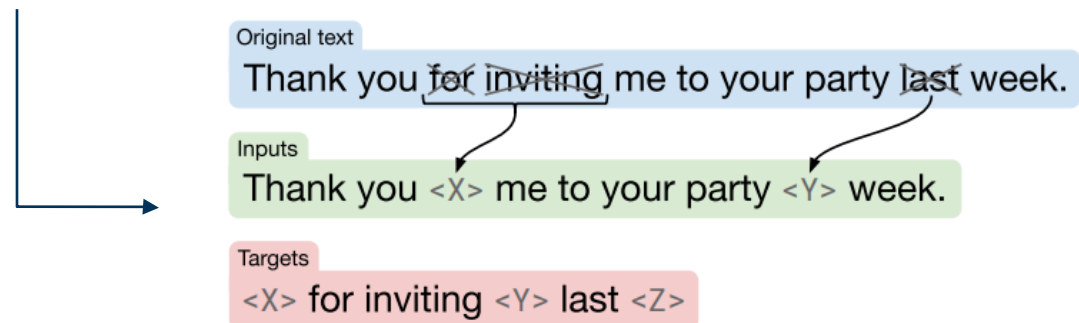 Original text
Thank you for inviting me to your party last week.
Inputs
Thank you <X> me to your party <Y> week.
Targets
<X> for inviting <Y> last <Z>